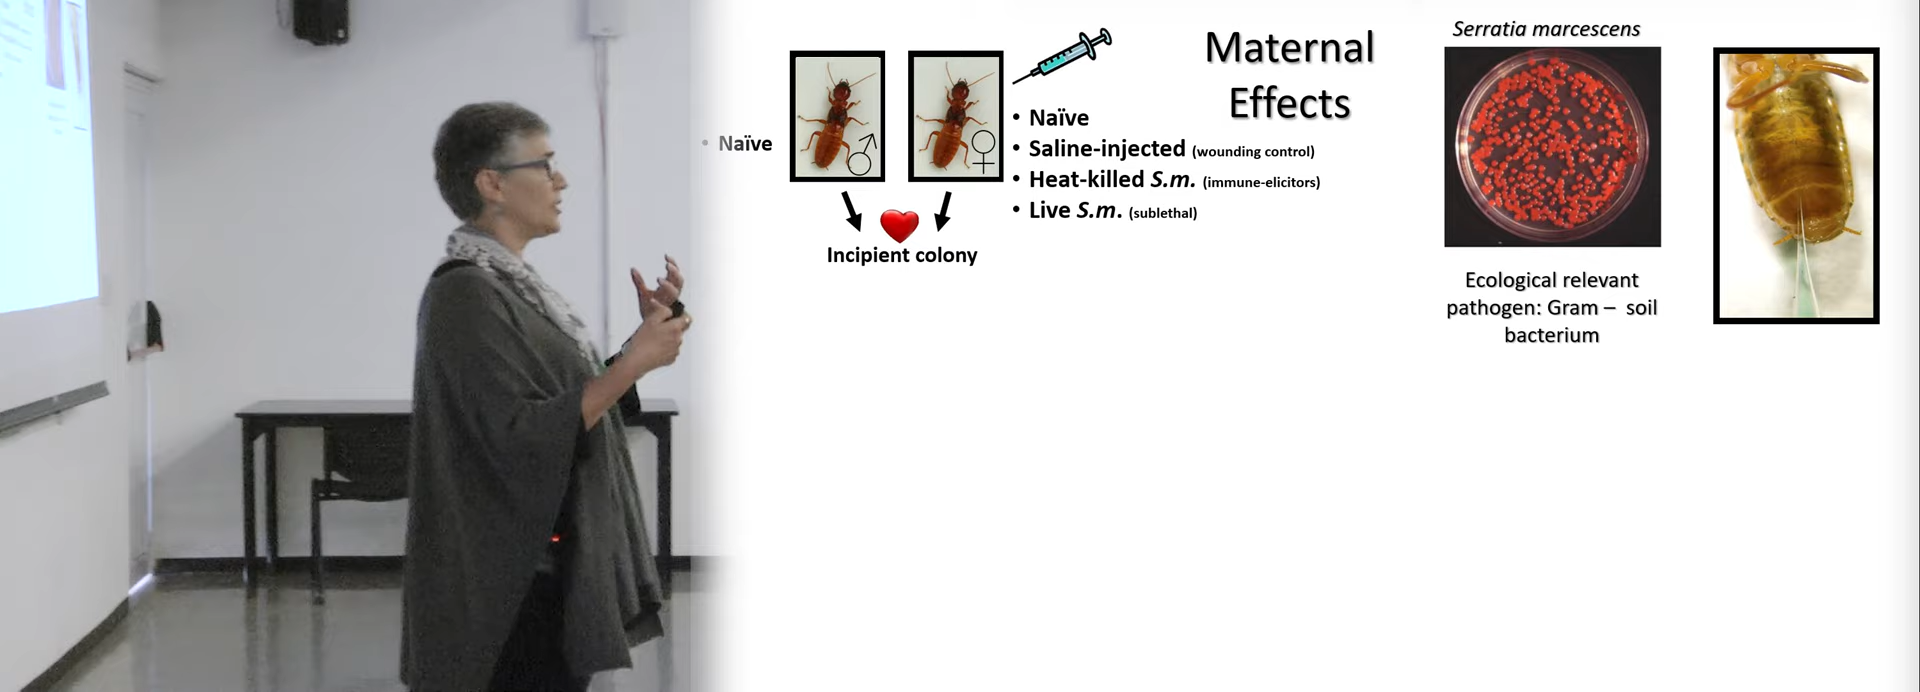 Serratia marcescens
Maternal
Effects
• Naïve
• Naïve
• Saline-injected (wounding control)
• Heat-killed S.m. (immune-elicitors)
• Live S.m. (sublethal)
Incipient colony
Ecological relevant
pathogen: Gram – soil
bacterium